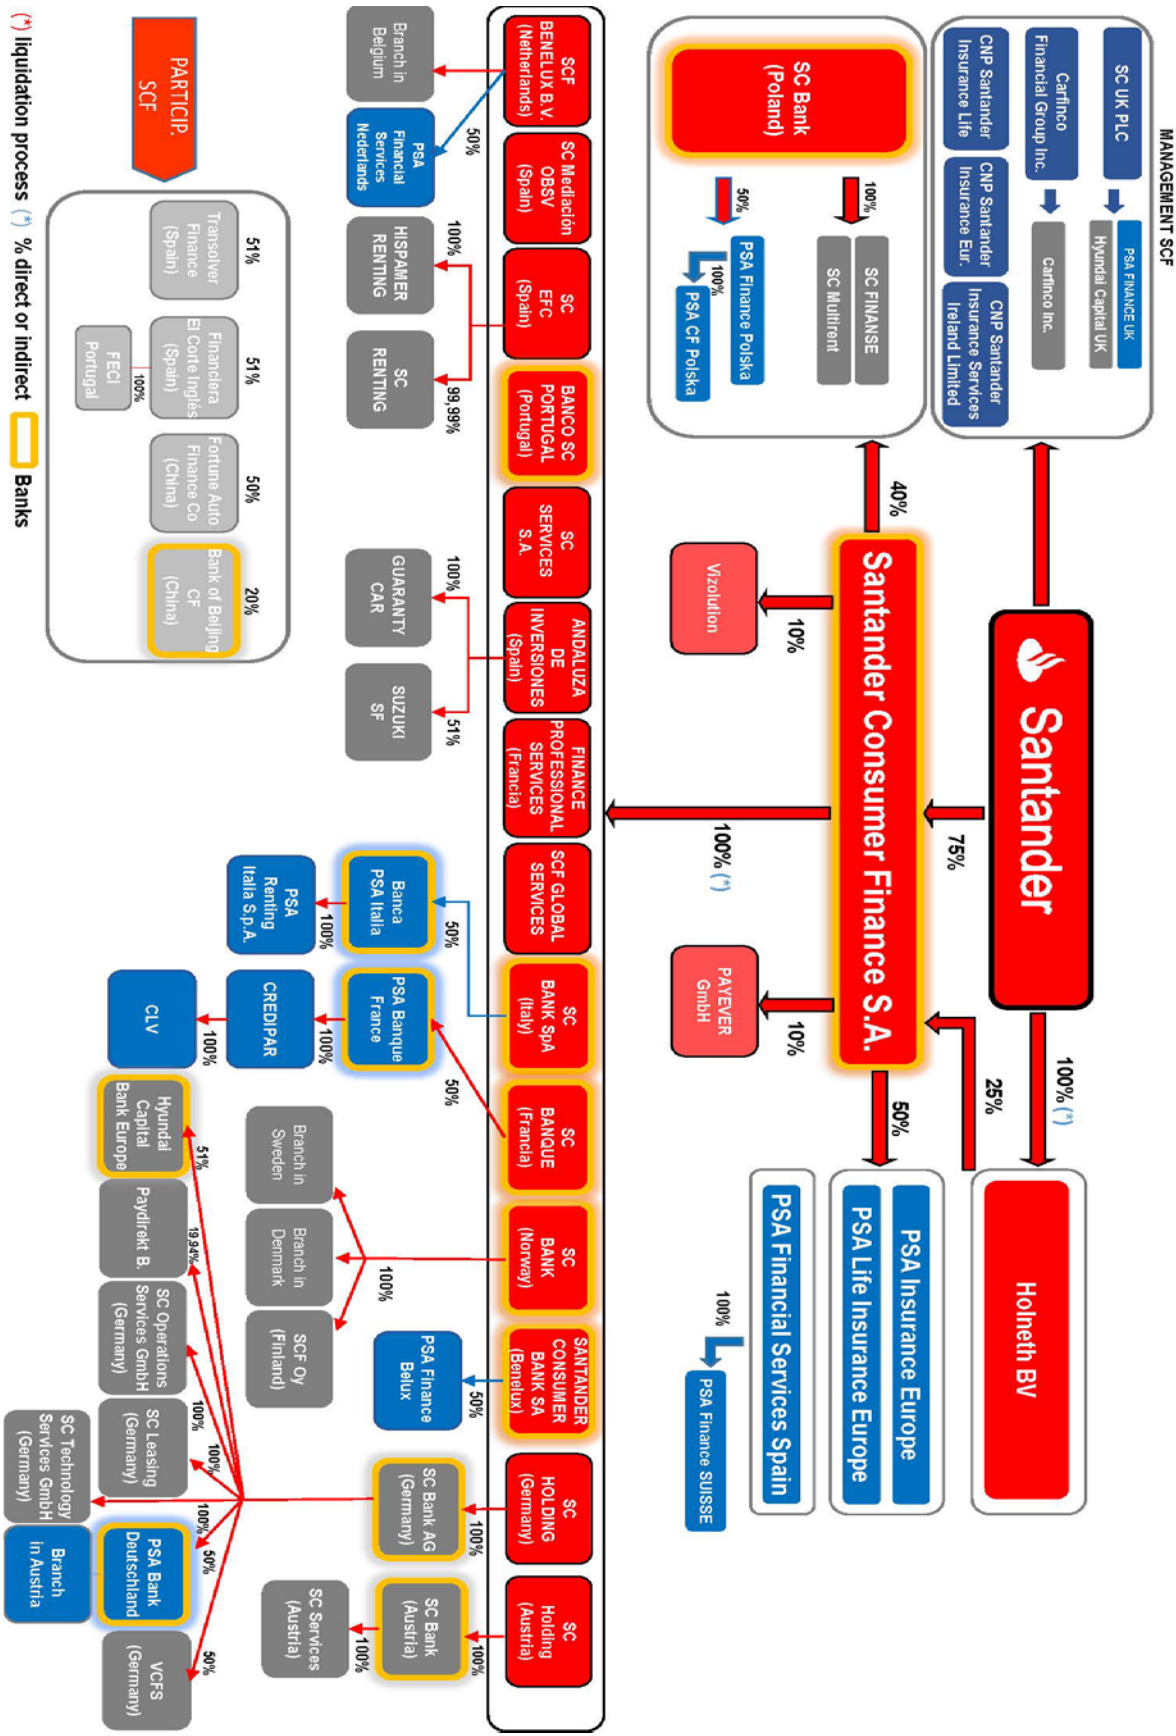 MANAGEMENT SCF
SC UK PLC
PSA FINANCE UK
Hyundai Capital UK
Carfinco
Financial Group Inc.
Carfinco Inc.
CNP Santander
Insurance Life
CNP Santander
Insurance Eur.
CNP Santander
Insurance Services
Ireland Limited
Santander
100% (*)
Holneth BV
75%
25%
SC Bank
(Poland)
100%
SC FINANSE
SC Multirent
50%
PSA Finance Polska
100%
PSA CF Polska
40%
Santander Consumer Finance S.A.
50%
PSA Insurance Europe
PSA Life Insurance Europe
PSA Financial Services Spain
100%
PSA Finance SUISSE
10%
Vizolution
10%
PAYEVER
GmbH
100% (*)
SCF
BENELUX B.V.
(Netherlands)
SC Mediación
OBSV
(Spain)
SC
EFC
(Spain)
BANCO SC
PORTUGAL
(Portugal)
SC
SERVICES
S.A.
ANDALUZA
DE
INVERSIONES
(Spain)
FINANCE
PROFESSIONAL
SERVICES
(Francia)
SCF GLOBAL
SERVICES
SC
BANK SpA
(Italy)
SC
BANQUE
(Francia)
SC
BANK
(Norway)
SANTANDER
CONSUMER
BANK SA
(Benelux)
SC
HOLDING
(Germany)
SC
Holding
(Austria)
Branch in
Belgium
50%
PSA
Financial
Services
Nederlands
100%
HISPAMER
RENTING
99,99%
SC
RENTING
100%
GUARANTY
CAR
51%
SUZUKI
SF
50%
Banca
PSA Italia
100%
PSA
Renting
Italia S.p.A.
50%
PSA Banque
France
100%
CREDIPAR
100%
CLV
100%
Branch in
Sweden
Branch in
Denmark
SCF Oy
(Finland)
50%
PSA Finance
Belux
100%
SC Bank AG
(Germany)
100%
SC Bank
(Austria)
100%
SC Services
(Austria)
51%
Hyundai
Capital
Bank Europe
19,94%
Paydirekt B.
100%
SC Operations
Services GmbH
(Germany)
100%
SC Leasing
(Germany)
100%
SC Technology
Services GmbH
(Germany)
50%
PSA Bank
Deutschland
Branch
in Austria
50%
VCFS
(Germany)
PARTICIP.
SCF
51%
Transolver
Finance
(Spain)
51%
Financiera
El Corte Inglés
(Spain)
100%
FECI
Portugal
50%
Fortune Auto
Finance Co
(China)
20%
Bank of Beijing
CF
(China)
(*) liquidation process (*) % direct or indirect Banks